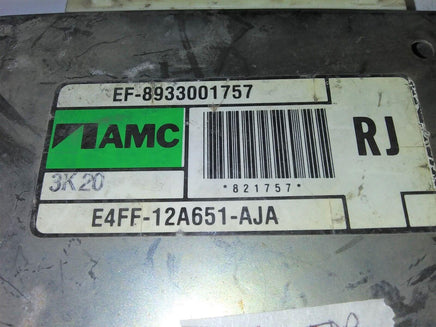 EF-8933001757
AMC
RJ
3K20
*821757*
E4FF-12A651-AJA